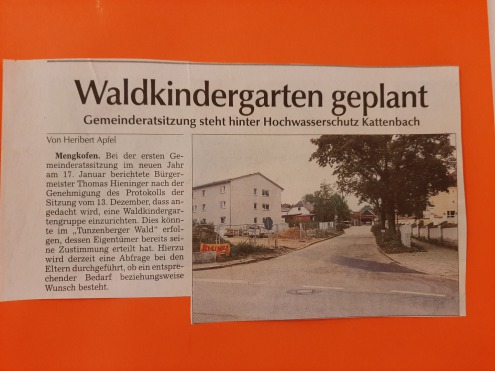 Waldkindergarten geplant
Gemeinderatsitzung steht hinter Hochwasserschutz Kattenbach
Von Heribert Apfel
Mengkofen. Bei der ersten Ge-
meinderatssitzung im neuen Jahr
am 17. Januar berichtete Bürger-
meister Thomas Hieninger nach der
Genehmigung des Protokolls der
Sitzung vom 13. Dezember, dass an-
gedacht wird, eine Waldkindergar-
tengruppe einzurichten. Dies könn-
te im „Tunzenberger Wald“ erfol-
gen, dessen Eigentümer bereits sei-
ne Zustimmung erteilt hat. Hierzu
wird derzeit eine Abfrage bei den
Eltern durchgeführt, ob ein entspre-
chender Bedarf beziehungsweise
Wunsch besteht.